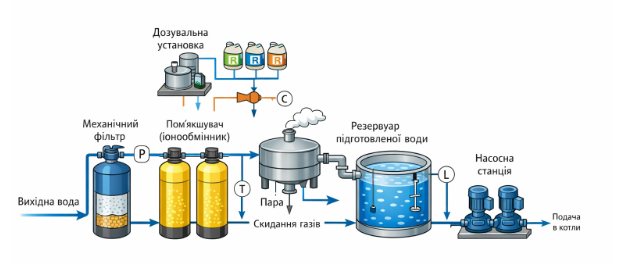 Дозувальна
установка
R R R
C
Механічний
фільтр
Пом'якшувач
(іонообмінник)
Резервуар
підготовленої води
Насосна
станція
P
T
L
Пара
Вихідна вода
Скидання газів
Подача
в котли